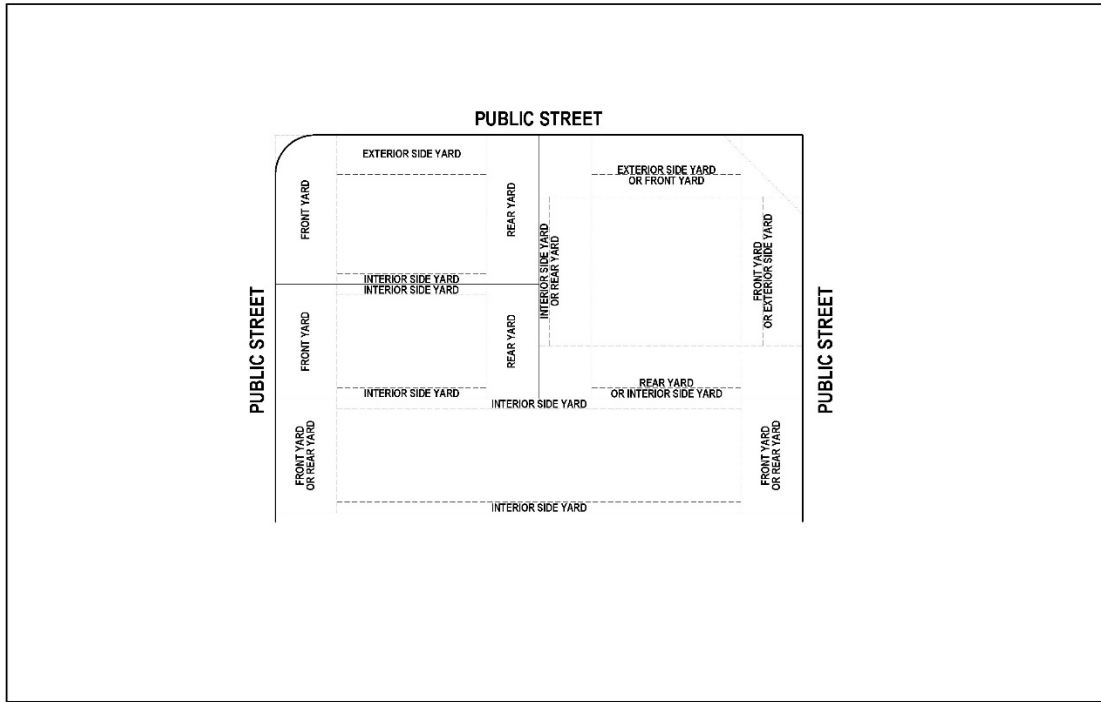 PUBLIC STREET
EXTERIOR SIDE YARD
EXTERIOR SIDE YARD
OR FRONT YARD
FRONT YARD
REAR YARD
INTERIOR SIDE YARD
OR REAR YARD
FRONT YARD
OR EXTERIOR SIDE YARD
INTERIOR SIDE YARD
INTERIOR SIDE YARD
PUBLIC STREET
FRONT YARD
REAR YARD
PUBLIC STREET
INTERIOR SIDE YARD
REAR YARD
OR INTERIOR SIDE YARD
INTERIOR SIDE YARD
FRONT YARD
OR REAR YARD
FRONT YARD
OR REAR YARD
INTERIOR SIDE YARD